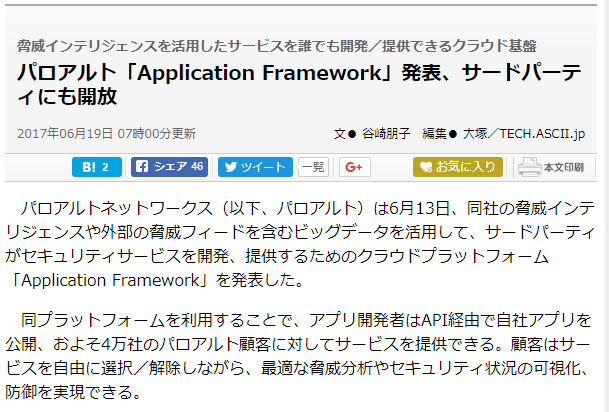 脅威インテリジェンスを活用したサービスを誰でも開発／提供できるクラウド基盤
パロアルト「Application Framework」発表、サードパーテ
ィにも開放
2017年06月19日 07時00分更新
文● 谷崎朋子　編集● 大塚／TECH.ASCII.jp
B! 2
シェア 46
ツイート
一覧
G+
お気に入り
本文印刷
パロアルトネットワークス（以下、パロアルト）は6月13日、同社の脅威インテ
リジェンスや外部の脅威フィードを含むビッグデータを活用して、サードパーティ
がセキュリティサービスを開発、提供するためのクラウドプラットフォーム
「Application Framework」を発表した。
同プラットフォームを利用することで、アプリ開発者はAPI経由で自社アプリを
公開、およそ4万社のパロアルト顧客に対してサービスを提供できる。顧客はサー
ビスを自由に選択／解除しながら、最適な脅威分析やセキュリティ状況の可視化、
防御を実現できる。